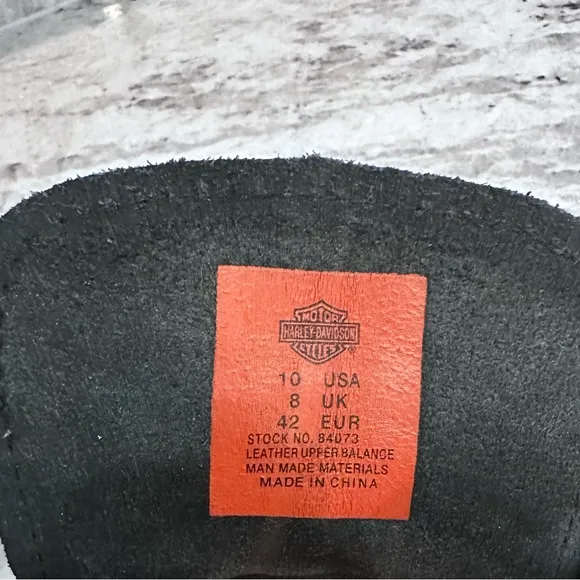 MOTOR
HARLEY-DAVIDSON
CYCLES
®
10 USA
8 UK
42 EUR
STOCK NO. 84073
LEATHER UPPER BALANCE
MAN MADE MATERIALS
MADE IN CHINA